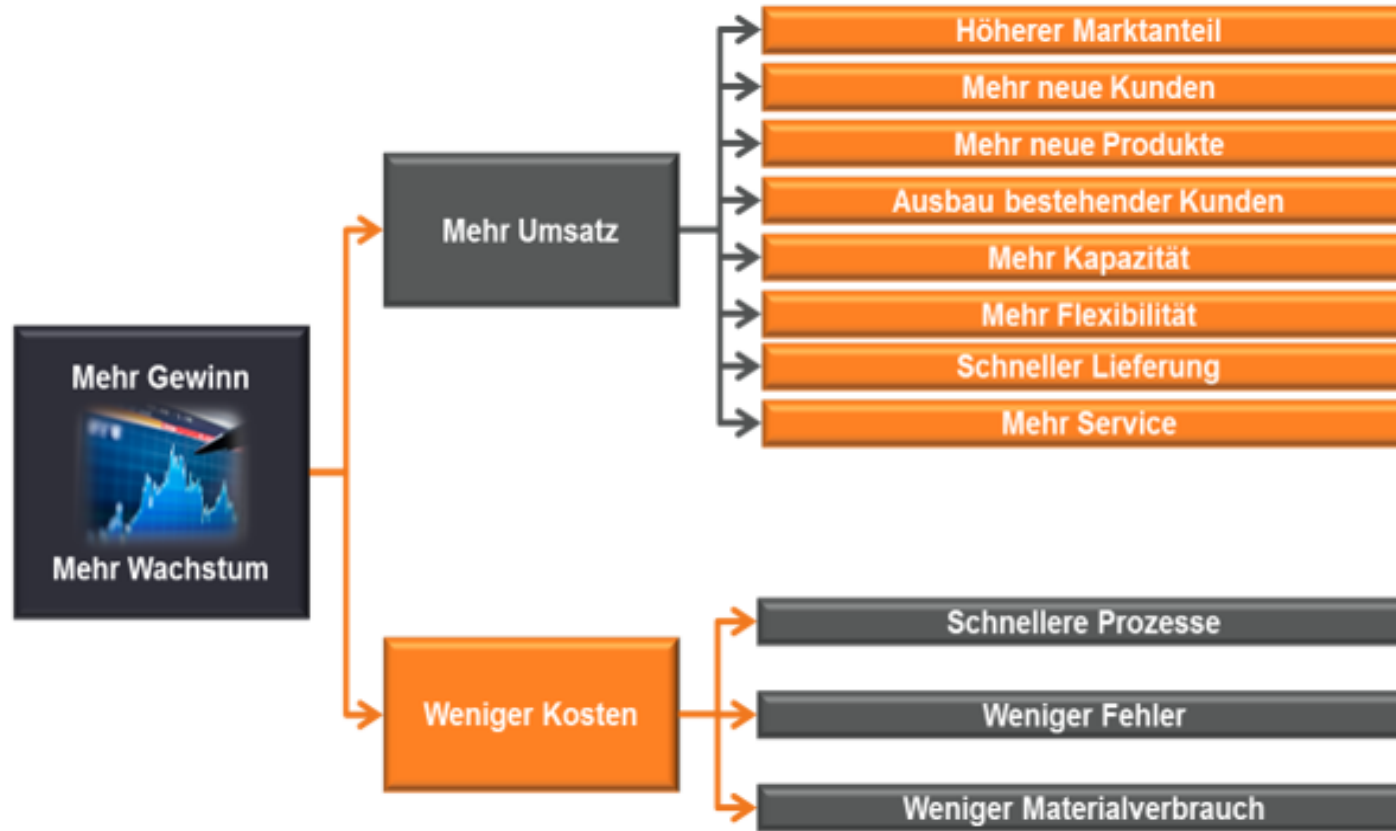 Mehr Gewinn
Mehr Wachstum
Mehr Umsatz
Höherer Marktanteil
Mehr neue Kunden
Mehr neue Produkte
Ausbau bestehender Kunden
Mehr Kapazität
Mehr Flexibilität
Schneller Lieferung
Mehr Service
Weniger Kosten
Schnellere Prozesse
Weniger Fehler
Weniger Materialverbrauch